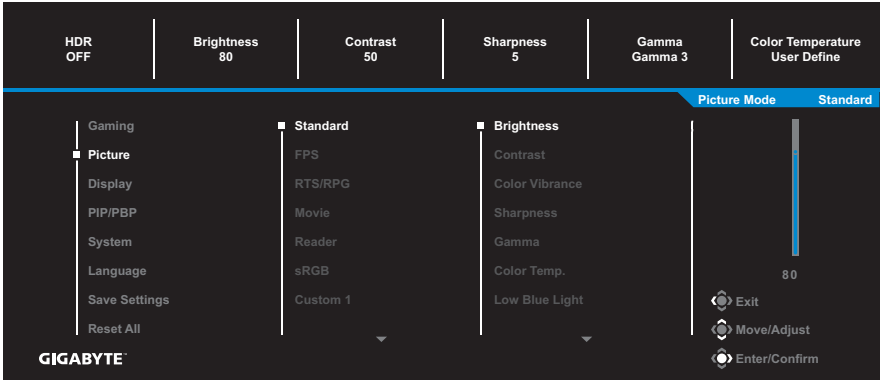 HDR
OFF
Brightness
80
Contrast
50
Sharpness
5
Gamma
Gamma 3
Color Temperature
User Define
Picture Mode Standard
Gaming
Picture
Display
PIP/PBP
System
Language
Save Settings
Reset All
Standard
FPS
RTS/RPG
Movie
Reader
sRGB
Custom 1
Brightness
Contrast
Color Vibrance
Sharpness
Gamma
Color Temp.
Low Blue Light
80
Exit
Move/Adjust
Enter/Confirm
GIGABYTE